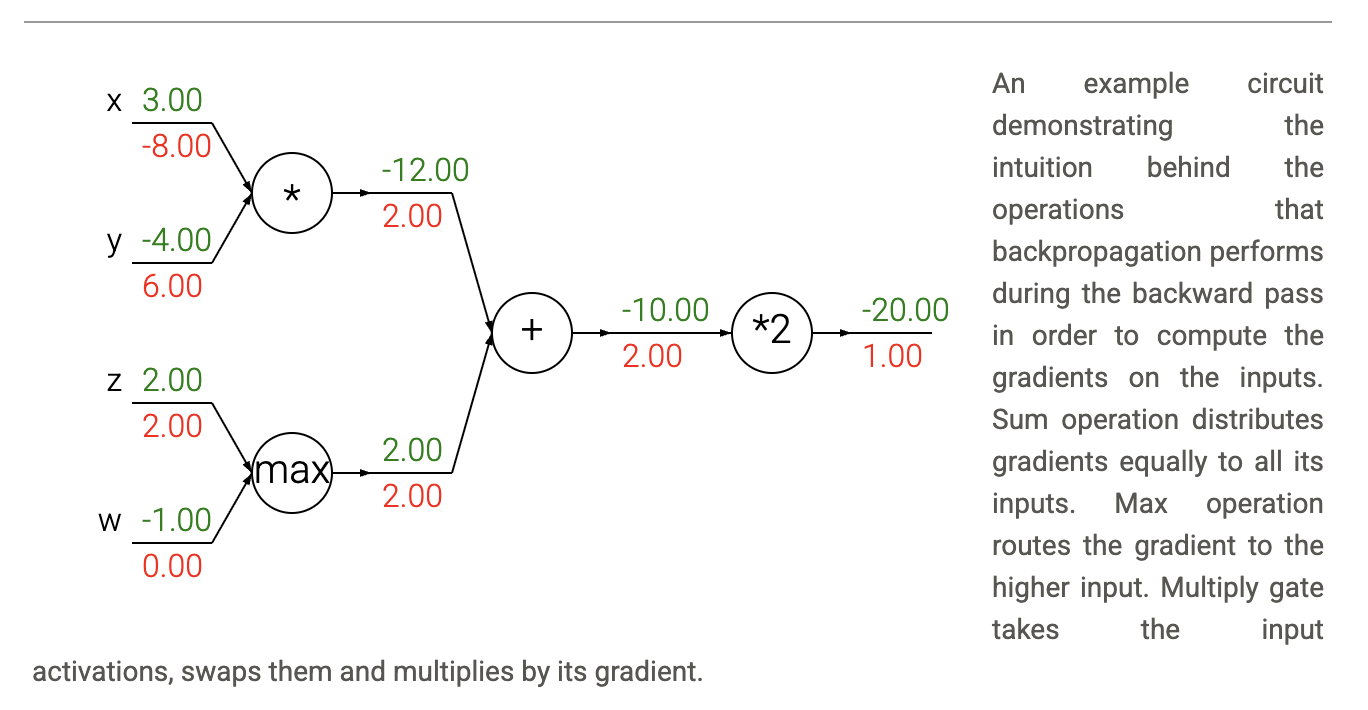 x 3.00
-8.00
*
-12.00
2.00
y -4.00
6.00
+
-10.00
2.00
*2
-20.00
1.00
z 2.00
2.00
max
2.00
2.00
w -1.00
0.00
An example circuit
demonstrating the
intuition behind the
operations that
backpropagation performs
during the backward pass
in order to compute the
gradients on the inputs.
Sum operation distributes
gradients equally to all its
inputs. Max operation
routes the gradient to the
higher input. Multiply gate
takes the input
activations, swaps them and multiplies by its gradient.